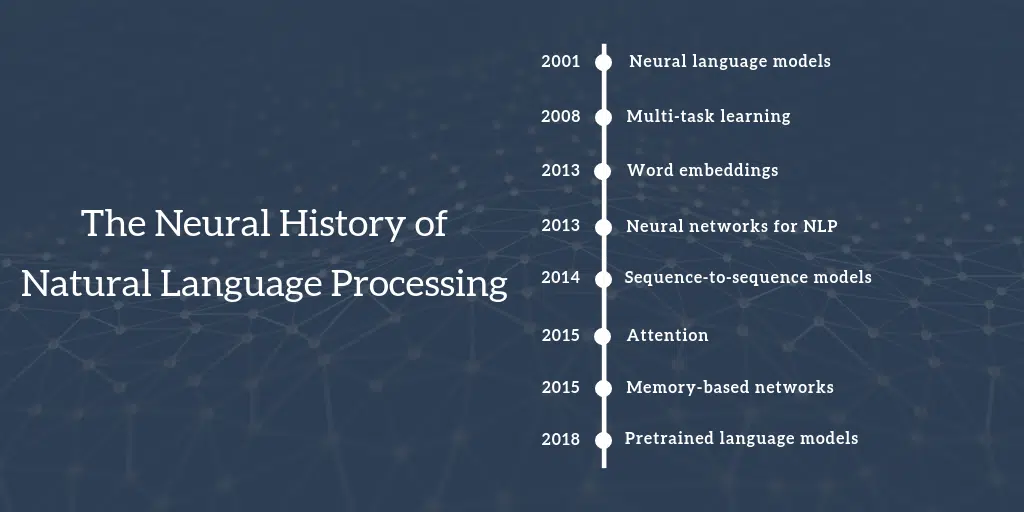 The Neural History of
Natural Language Processing
2001 Neural language models
2008 Multi-task learning
2013 Word embeddings
2013 Neural networks for NLP
2014 Sequence-to-sequence models
2015 Attention
2015 Memory-based networks
2018 Pretrained language models